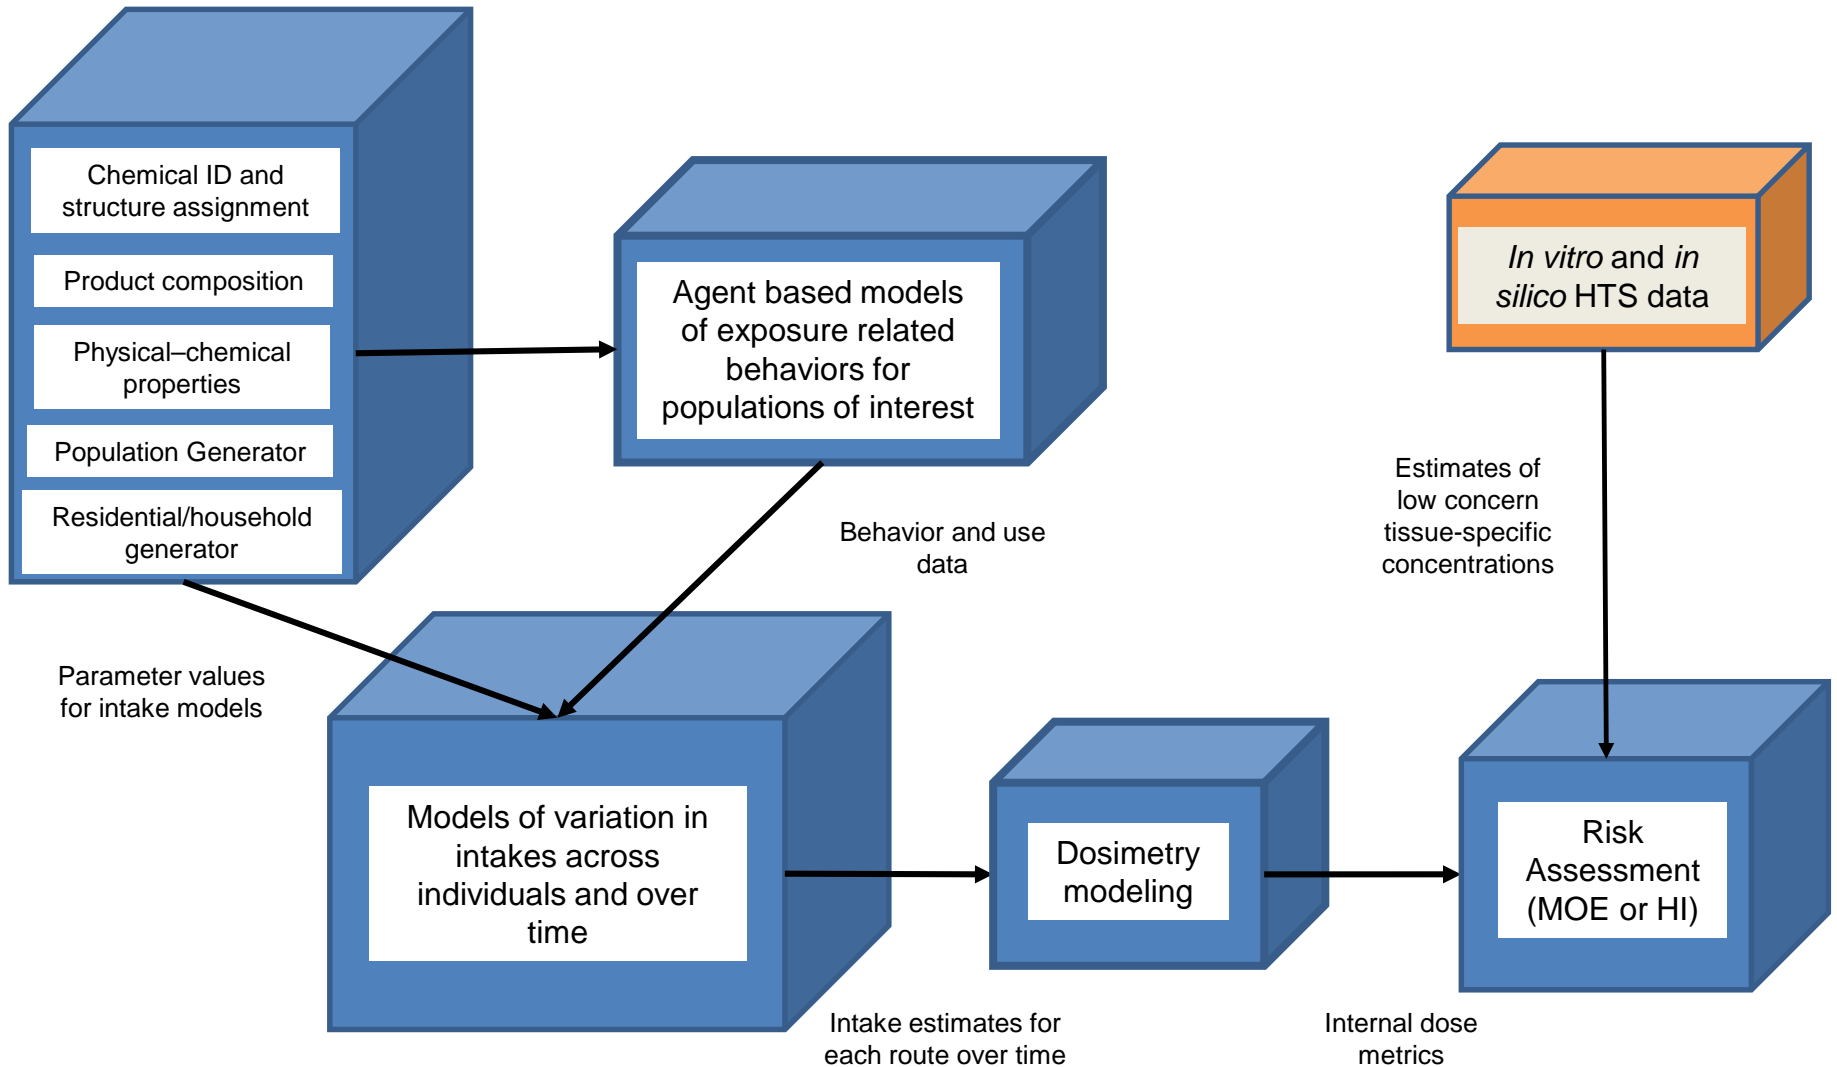 Chemical ID and
structure assignment
Product composition
Physical–chemical
properties
Population Generator
Residential/household
generator
Agent based models
of exposure related
behaviors for
populations of interest
In vitro and in
silico HTS data
Estimates of
low concern
tissue-specific
concentrations
Behavior and use
data
Parameter values
for intake models
Models of variation in
intakes across
individuals and over
time
Dosimetry
modeling
Risk
Assessment
(MOE or HI)
Intake estimates for
each route over time
Internal dose
metrics